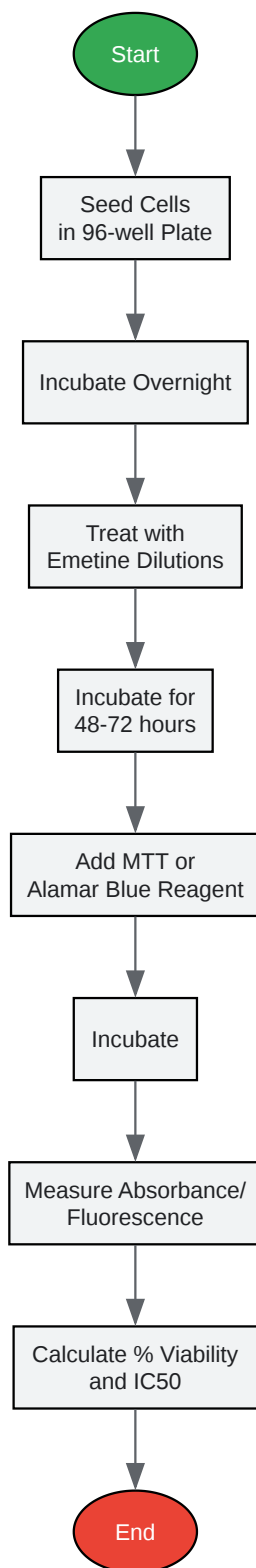 Start
Seed Cells
in 96-well Plate
Incubate Overnight
Treat with
Emetine Dilutions
Incubate for
48-72 hours
Add MTT or
Alamar Blue Reagent
Incubate
Measure Absorbance/
Fluorescence
Calculate % Viability
and IC50
End